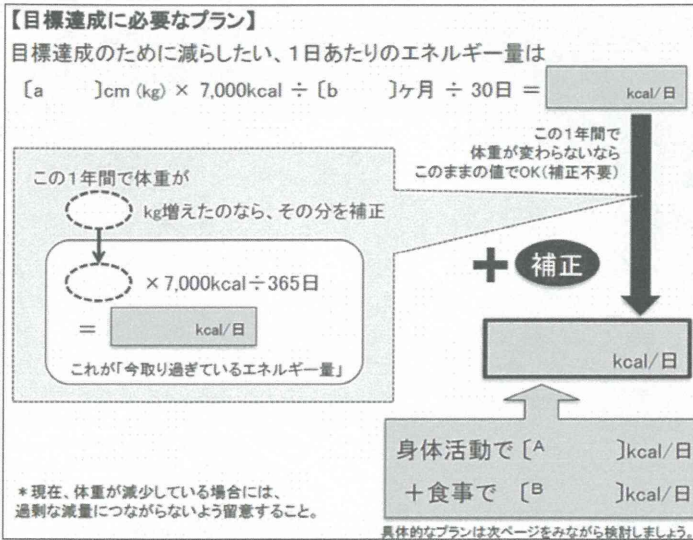 【目標達成に必要なプラン】
目標達成のために減らしたい、1日あたりのエネルギー量は
〔a 〕cm (kg) × 7,000kcal ÷ 〔b 〕ヶ月 ÷ 30日 =
kcal/日
この1年間で
体重が変わらないなら
このままの値でOK(補正不要)
この1年間で体重が
kg増えたのなら、その分を補正
× 7,000kcal÷365日
=
kcal/日
これが「今取り過ぎているエネルギー量」
+
補正
kcal/日
身体活動で〔A 〕kcal/日
+食事で 〔B 〕kcal/日
*現在、体重が減少している場合には、
過剰な減量につながらないよう留意すること。
具体的なプランは次ページをみながら検討しましょう。